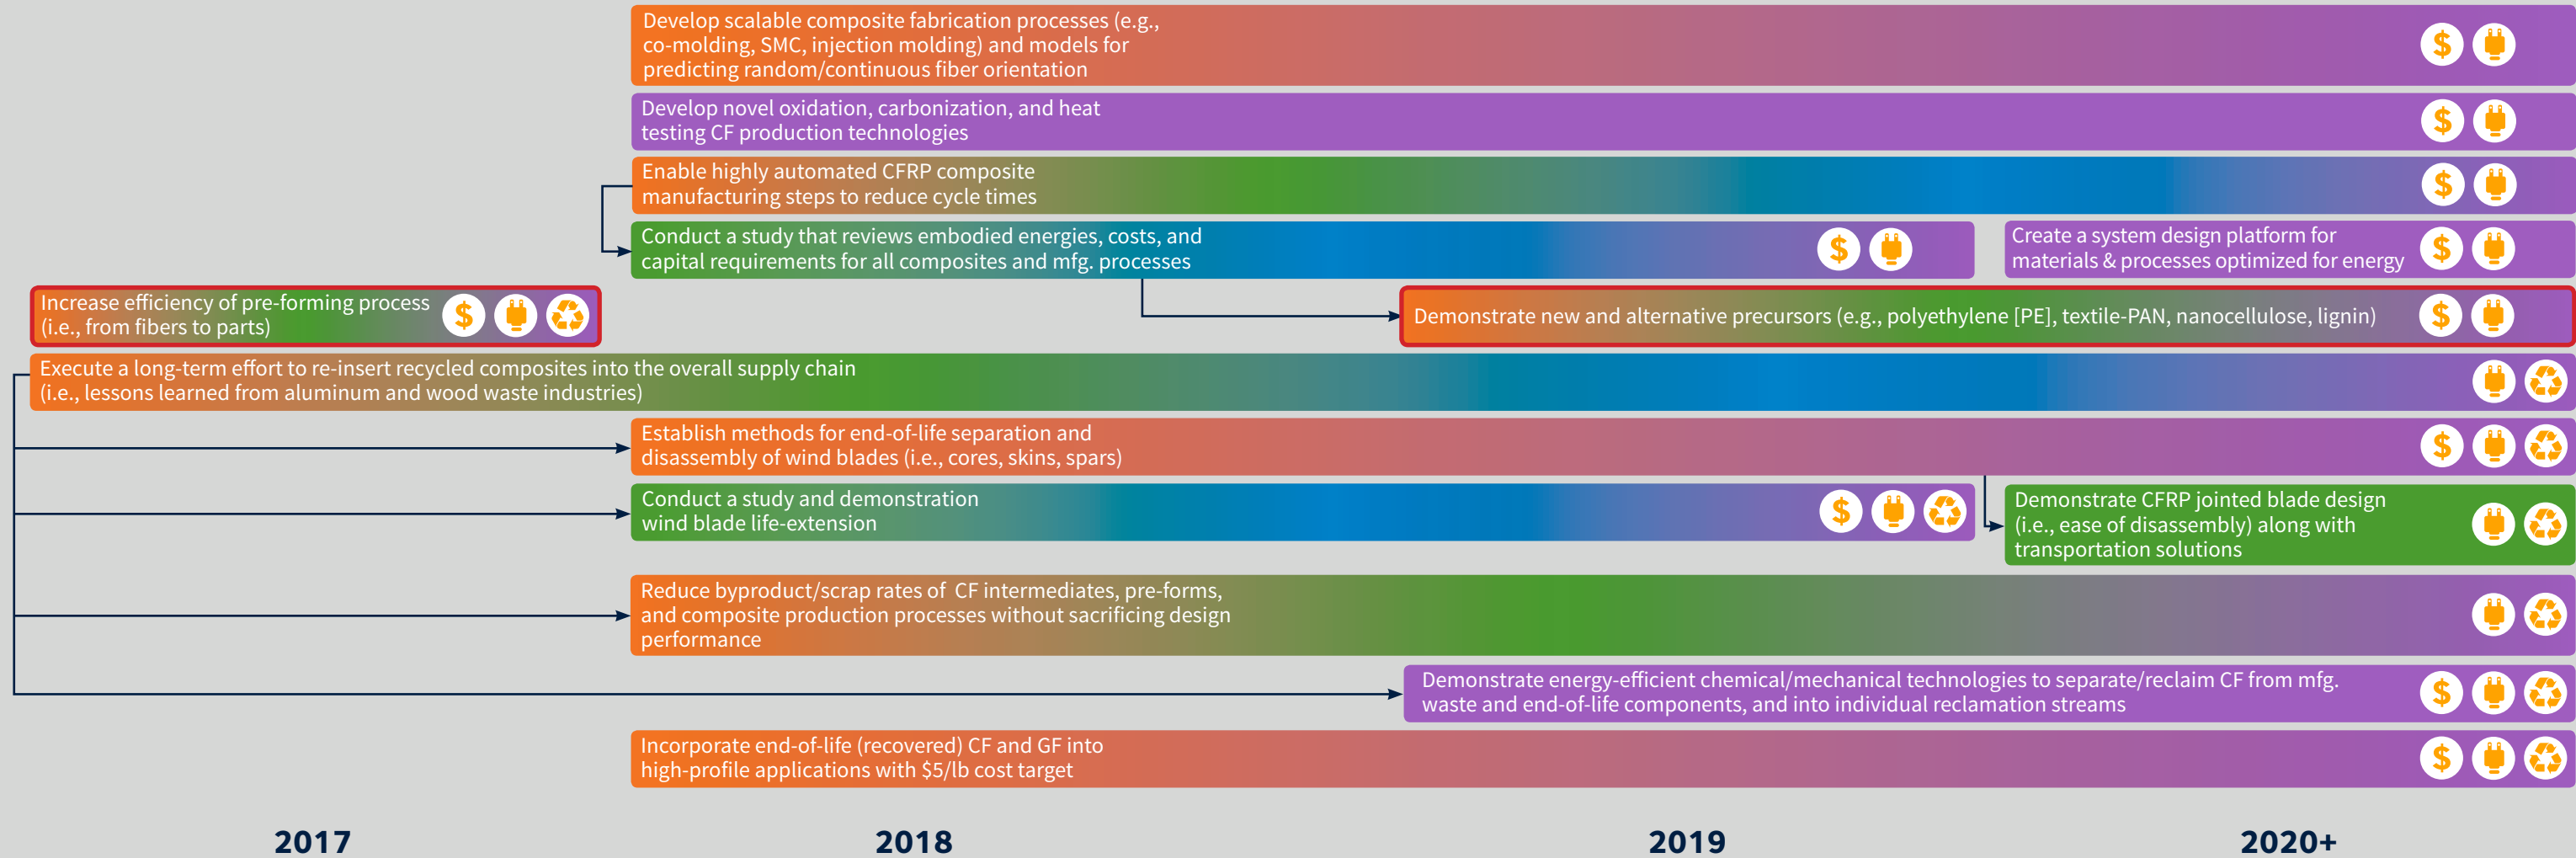 Develop scalable composite fabrication processes (e.g.,
co-molding, SMC, injection molding) and models for
predicting random/continuous fiber orientation
$
Develop novel oxidation, carbonization, and heat
testing CF production technologies
$
Enable highly automated CFRP composite
manufacturing steps to reduce cycle times
$
Conduct a study that reviews embodied energies, costs, and
capital requirements for all composites and mfg. processes
$
Create a system design platform for
materials & processes optimized for energy
$
Increase efficiency of pre-forming process
(i.e., from fibers to parts)
$
Demonstrate new and alternative precursors (e.g., polyethylene [PE], textile-PAN, nanocellulose, lignin)
$
Execute a long-term effort to re-insert recycled composites into the overall supply chain
(i.e., lessons learned from aluminum and wood waste industries)
Establish methods for end-of-life separation and
disassembly of wind blades (i.e., cores, skins, spars)
$
Conduct a study and demonstration
wind blade life-extension
$
Demonstrate CFRP jointed blade design
(i.e., ease of disassembly) along with
transportation solutions
Reduce byproduct/scrap rates of CF intermediates, pre-forms,
and composite production processes without sacrificing design
performance
Demonstrate energy-efficient chemical/mechanical technologies to separate/reclaim CF from mfg.
waste and end-of-life components, and into individual reclamation streams
$
Incorporate end-of-life (recovered) CF and GF into
high-profile applications with $5/lb cost target
$
2017
2018
2019
2020+